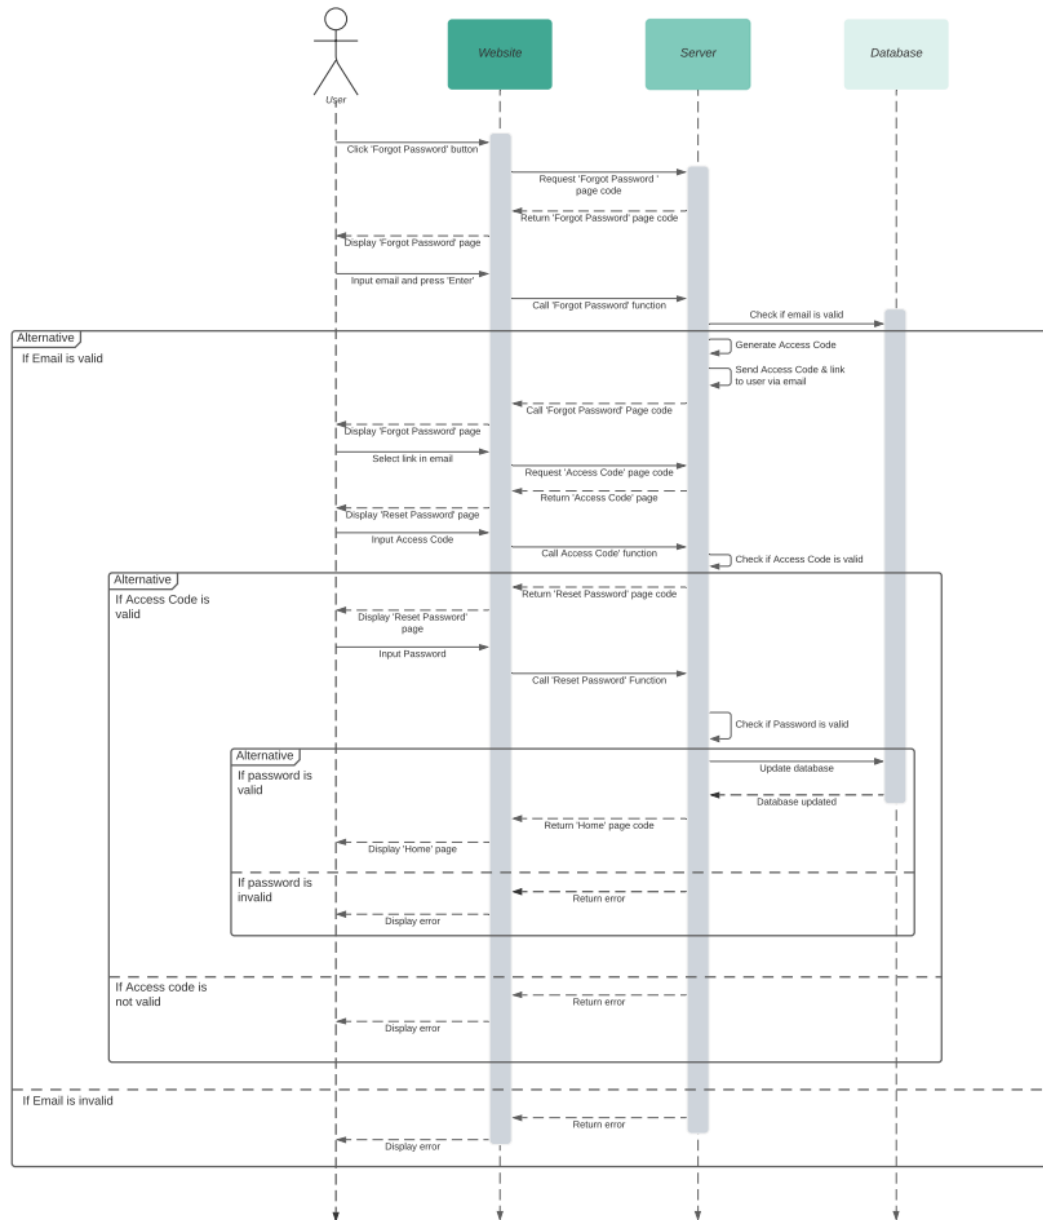 User
Website
Server
Database
Click 'Forgot Password' button
Request 'Forgot Password '
page code
Return 'Forgot Password' page code
Display 'Forgot Password' page
Input email and press 'Enter'
Call 'Forgot Password' function
Check if email is valid
Alternative
If Email is valid
Generate Access Code
Send Access Code & link
to user via email
Call 'Forgot Password' Page code
Display 'Forgot Password' page
Select link in email
Request 'Access Code' page code
Return 'Access Code' page
Display 'Reset Password' page
Input Access Code
Call Access Code' function
Check if Access Code is valid
Alternative
If Access Code is
valid
Return 'Reset Password' page code
Display 'Reset Password'
page
Input Password
Call 'Reset Password' Function
Check if Password is valid
Alternative
If password is
valid
Update database
Database updated
Return 'Home' page code
Display 'Home' page
If password is
invalid
Return error
Display error
If Access code is
not valid
Return error
Display error
If Email is invalid
Return error
Display error